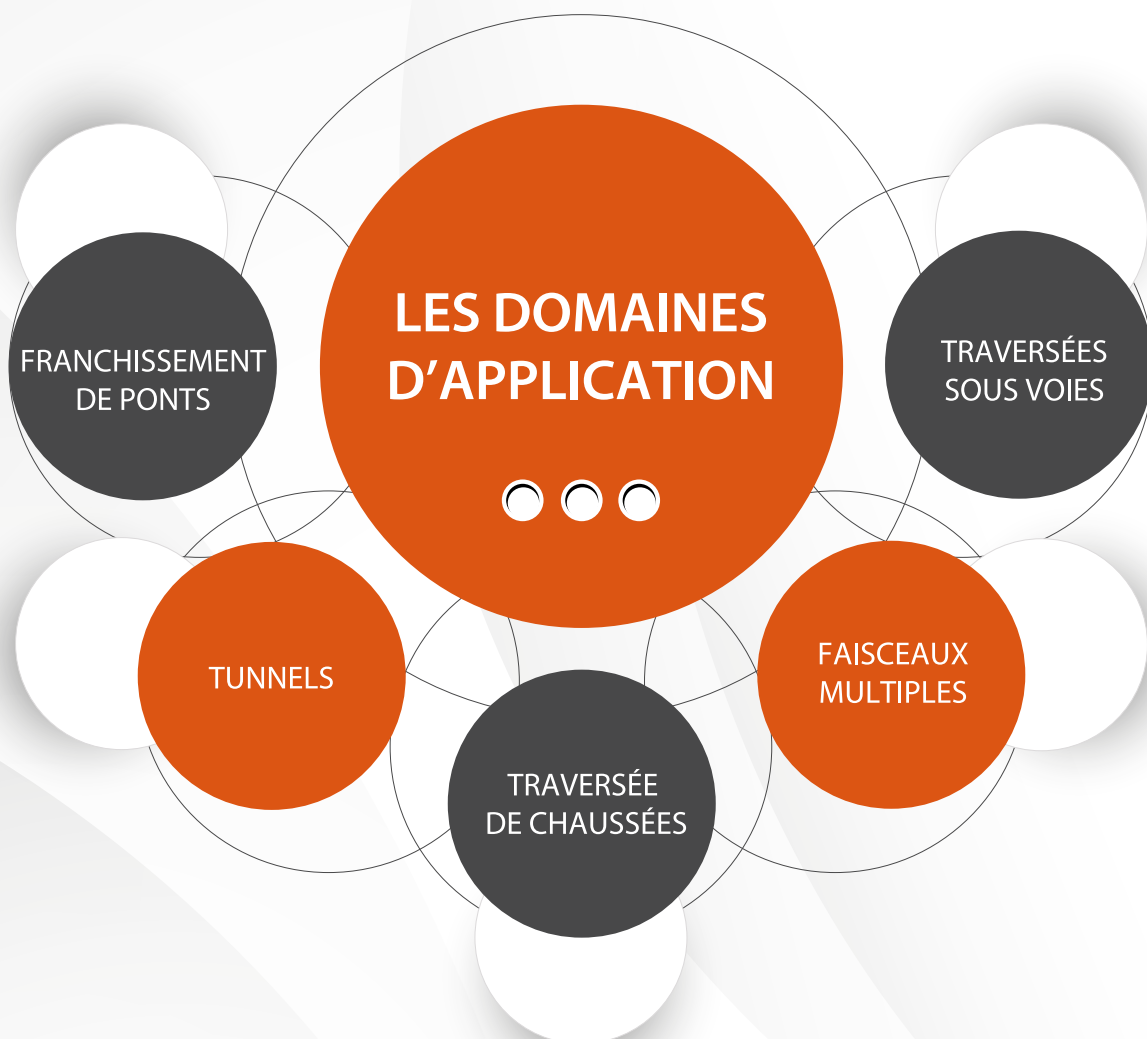 LES DOMAINES
D’APPLICATION
FRANCHISSEMENT
DE PONTS
TRAVERSÉES
SOUS VOIES
TUNNELS
FAISCEAUX
MULTIPLES
TRAVERSÉE
DE CHAUSSÉES